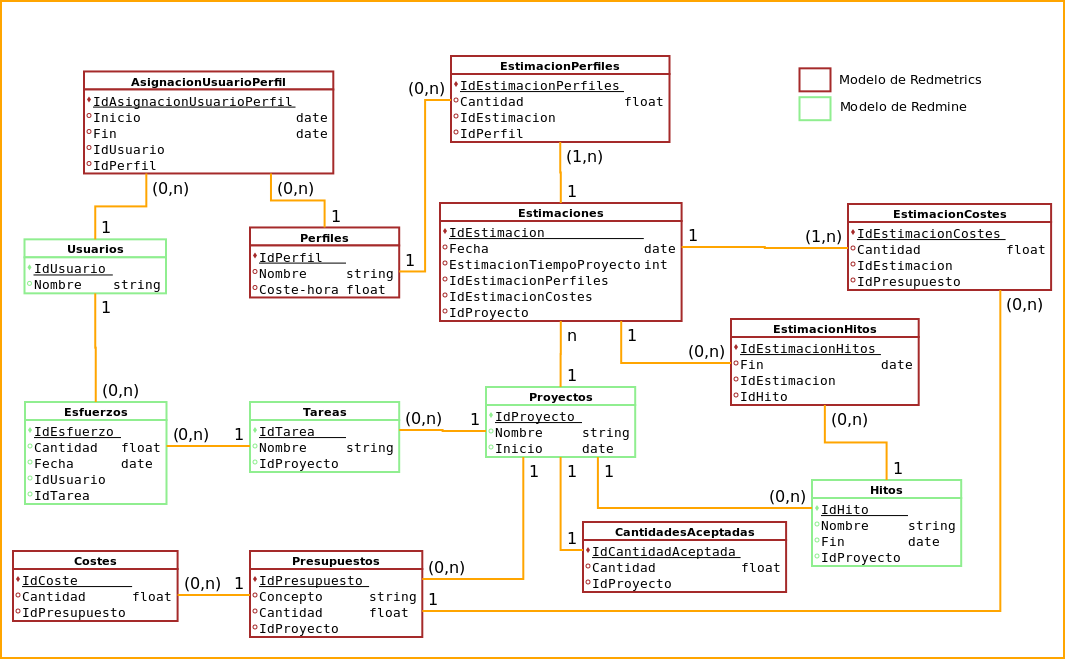 AsignacionUsuarioPerfil
IdAsignacionUsuarioPerfil
Inicio date
Fin date
IdUsuario
IdPerfil
EstimacionPerfiles
IdEstimacionPerfiles
Cantidad float
IdEstimacion
IdPerfil
Modelo de Redmetrics
Modelo de Redmine
(0,n)
(0,n)
(0,n)
(1,n)
1
1
1
1
Usuarios
IdUsuario
Nombre string
Perfiles
IdPerfil
Nombre string
Coste-hora float
Estimaciones
IdEstimacion
Fecha date
EstimacionTiempoProyecto int
IdEstimacionPerfiles
IdEstimacionCostes
IdProyecto
1
(1,n)
EstimacionCostes
IdEstimacionCostes
Cantidad float
IdEstimacion
IdPresupuesto
(0,n)
1
(0,n)
n
1
1
(0,n)
EstimacionHitos
IdEstimacionHitos
Fin date
IdEstimacion
IdHito
(0,n)
1
Esfuerzos
IdEsfuerzo
Cantidad float
Fecha date
IdUsuario
IdTarea
(0,n)
1
Tareas
IdTarea
Nombre string
IdProyecto
(0,n)
1
Proyectos
IdProyecto
Nombre string
Inicio date
1
1
1
(0,n)
Hitos
IdHito
Nombre string
Fin date
IdProyecto
1
CantidadesAceptadas
IdCantidadAceptada
Cantidad float
IdProyecto
Costes
IdCoste
Cantidad float
IdPresupuesto
(0,n)
1
Presupuestos
IdPresupuesto
Concepto string
Cantidad float
IdProyecto
(0,n)
1